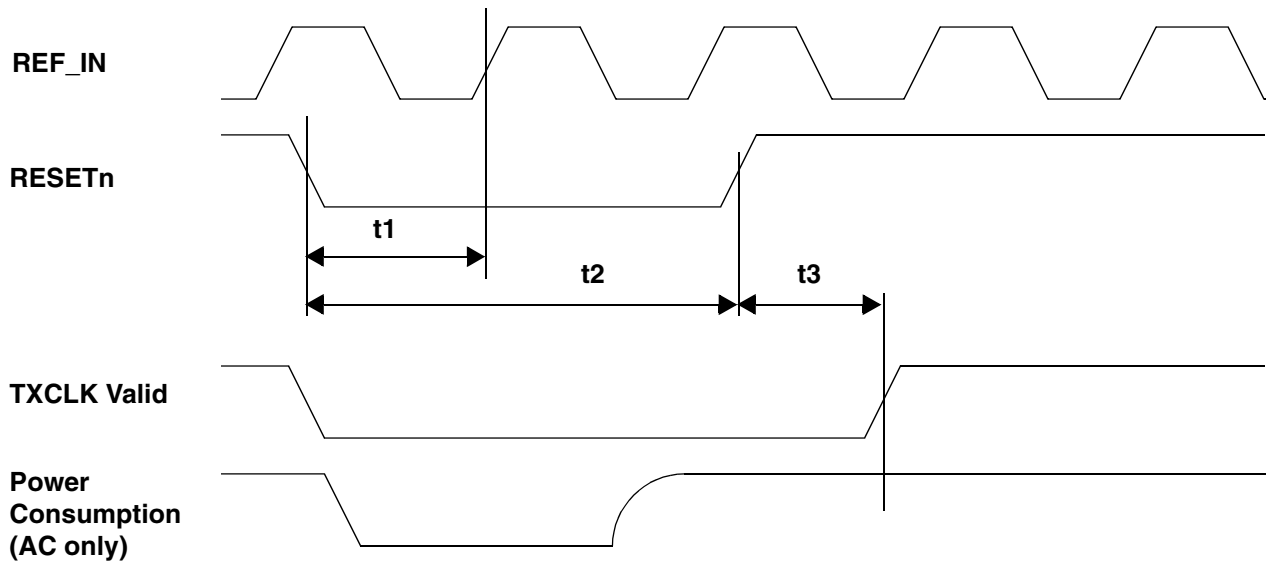 REF_IN
RESETn
t1
t2
t3
TXCLK Valid
Power
Consumption
(AC only)